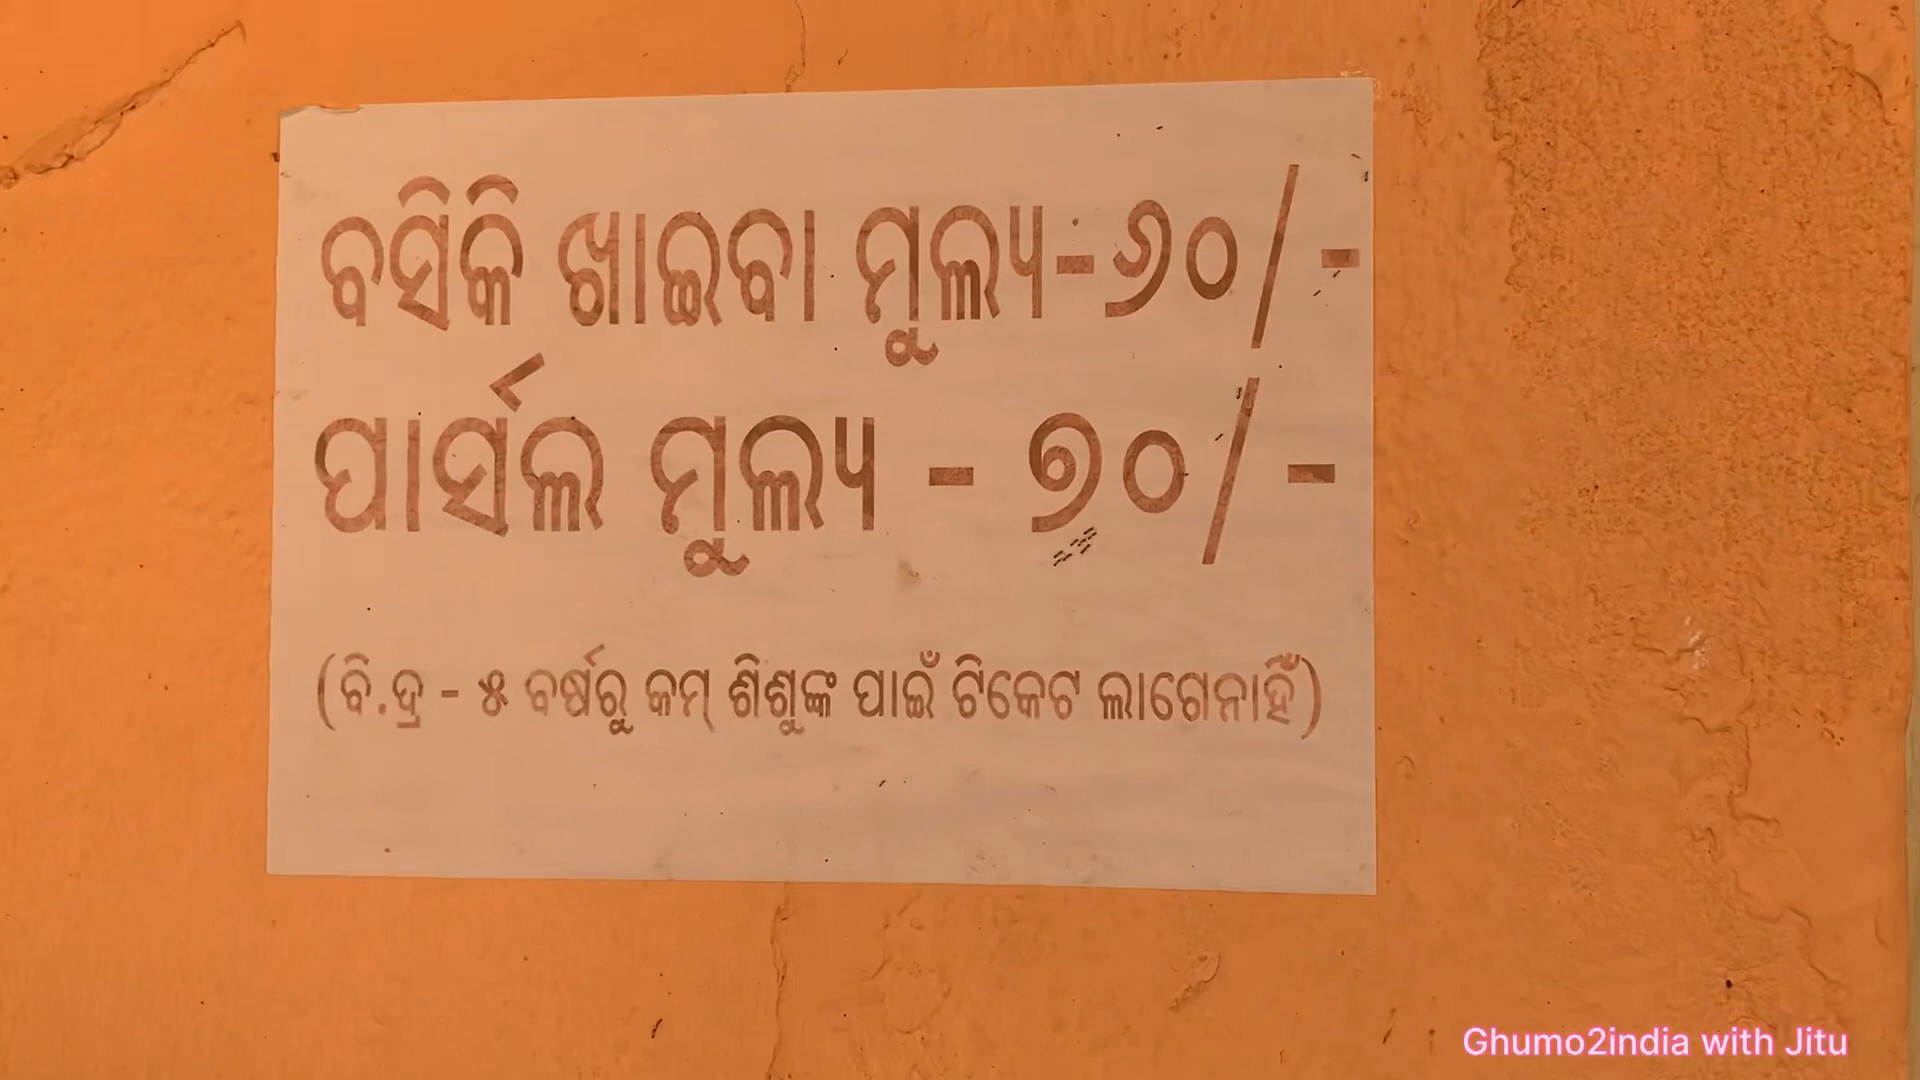 ବସିକି ଖାଇବା ମୁଲ୍ୟ-୬୦/-
ପାର୍ସଲ ମୁଲ୍ୟ - ୭୦/-
(ବି.ଦ୍ର - ୫ ବର୍ଷରୁ କମ୍ ଶିଶୁଙ୍କ ପାଇଁ ଟିକେଟ ଲାଗେନାହିଁ)
Ghumo2india with Jitu